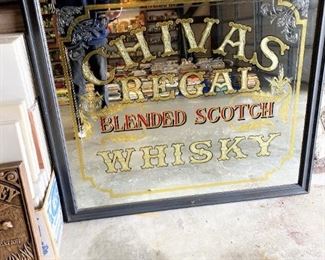 CHIVAS
REGAL
BLENDED SCOTCH
WHISKY